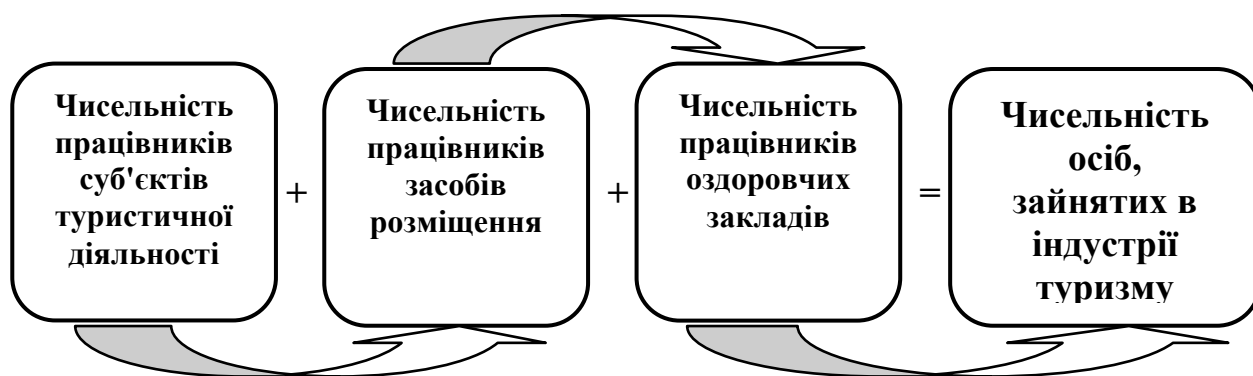 Чисельність
працівників
суб'єктів
туристичної
діяльності
+
Чисельність
працівників
засобів
розміщення
+
Чисельність
працівників
оздоровчих
закладів
=
Чисельність
осіб,
зайнятих в
індустрії
туризму